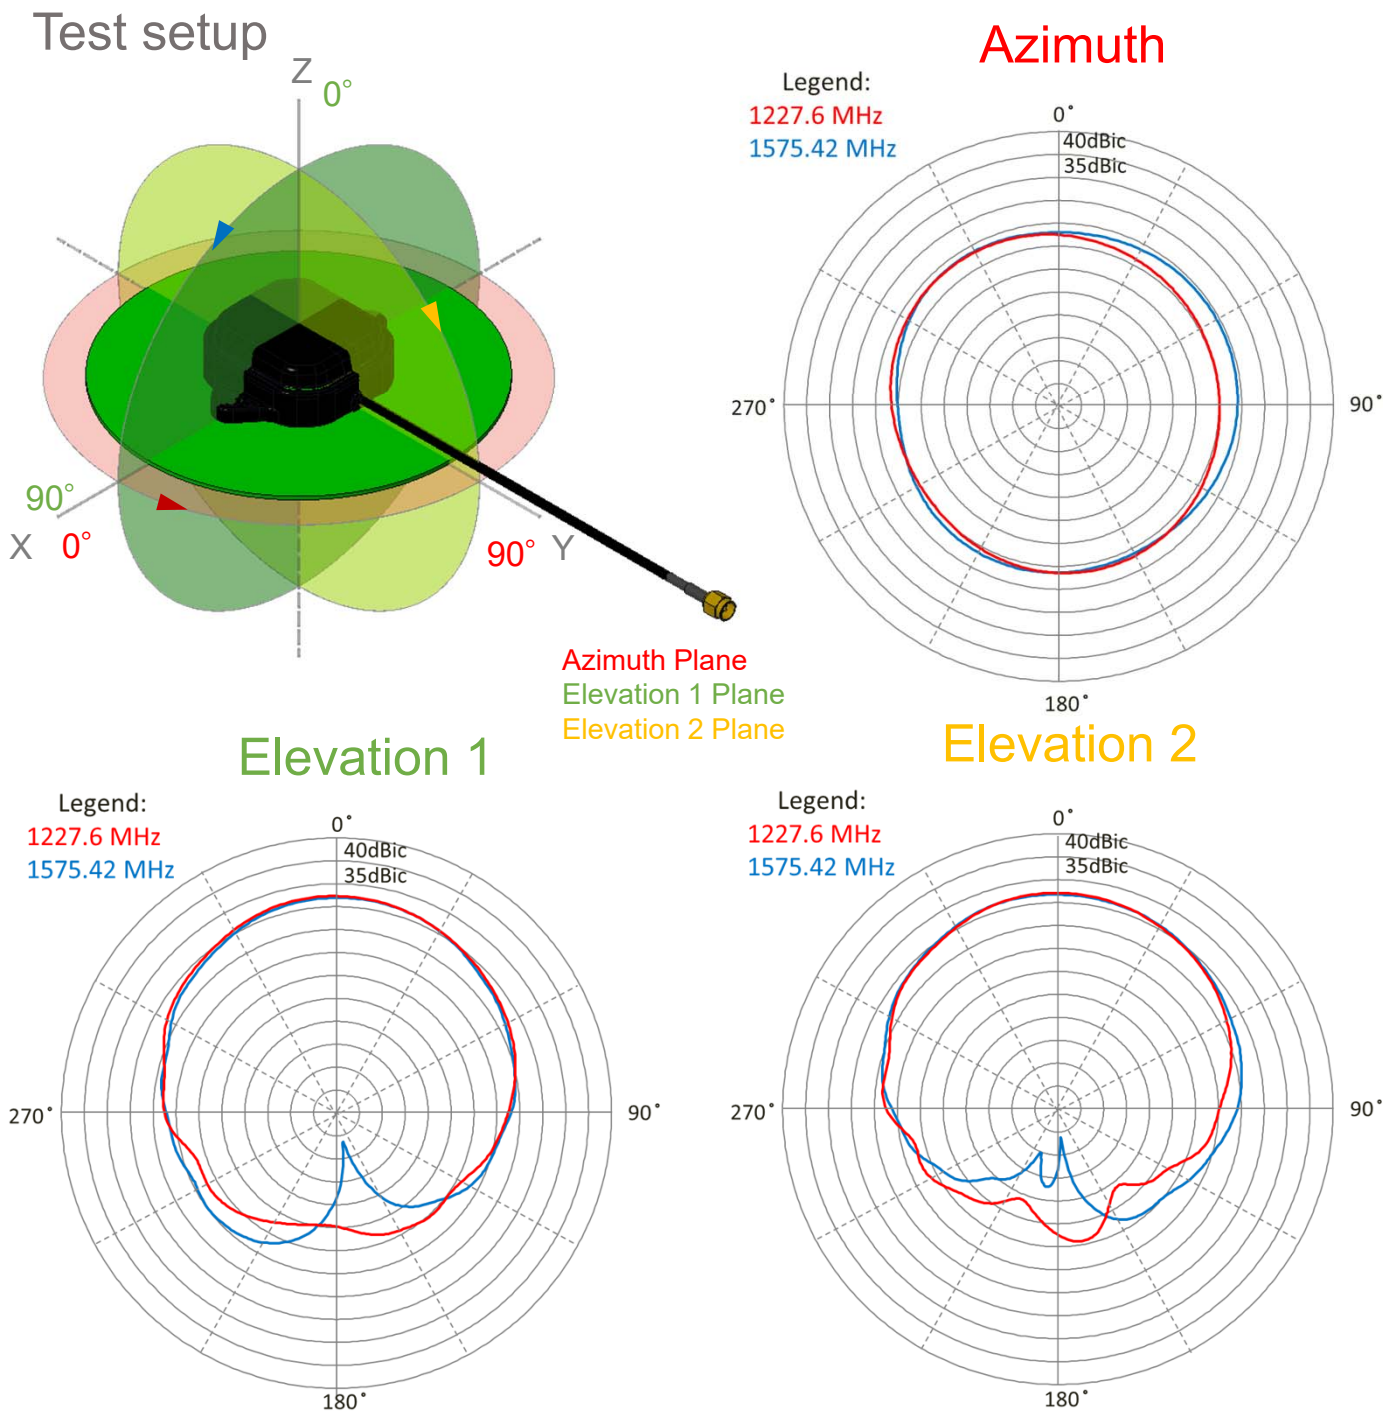 Test setup
Z
0°
90°
X 0°
90° Y
Azimuth Plane
Elevation 1 Plane
Elevation 2 Plane
Azimuth
Legend:
1227.6 MHz
1575.42 MHz
0°
40dBic
35dBic
270°
90°
180°
Elevation 1
Legend:
1227.6 MHz
1575.42 MHz
0°
40dBic
35dBic
270°
90°
180°
Elevation 2
Legend:
1227.6 MHz
1575.42 MHz
0°
40dBic
35dBic
270°
90°
180°